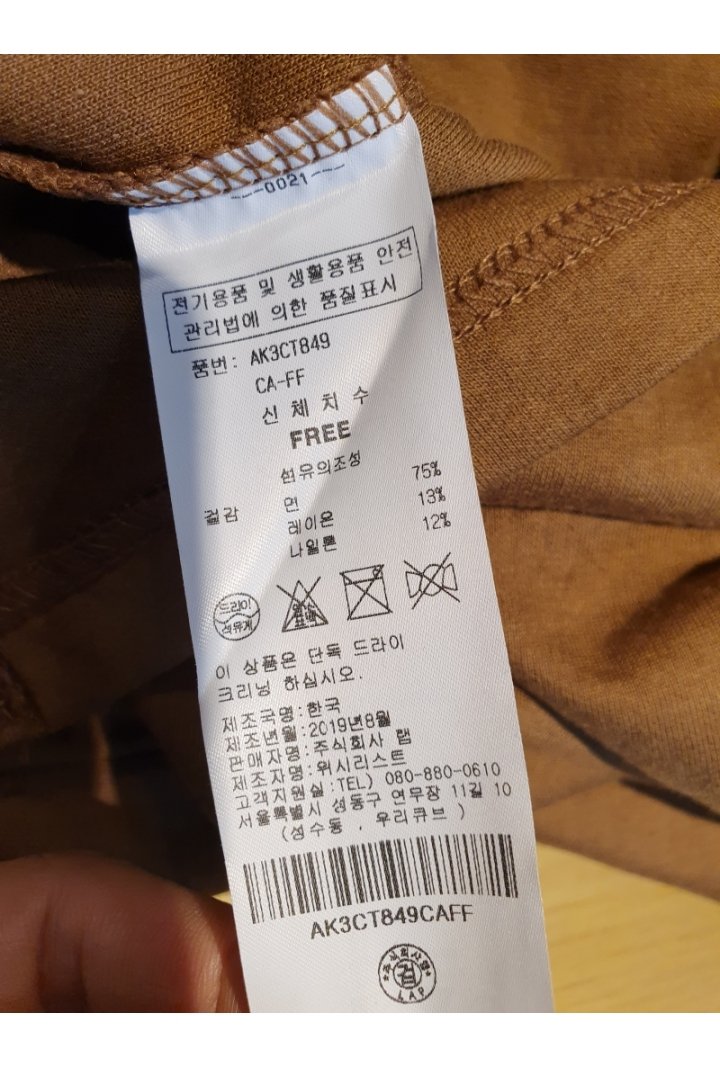 ---0021---
전기용품 및 생활용품 안전
관리법에 의한 품질표시
품번: AK3CT849
CA-FF
신 체 치 수
FREE
섬유의조성
겉감 면 75%
레이온 13%
나일론 12%
드라이
석유계
염소
표백
이 상품은 단독 드라이
크리닝 하십시오.
제조국명:한국
제조년월:2019년8월
판매자명:주식회사 랩
제조자명:위시리스트
고객지원실:TEL) 080-880-0610
서울특별시 성동구 연무장 11길 10
(성수동 , 우리큐브 )
AK3CT849CAFF
검
LAP